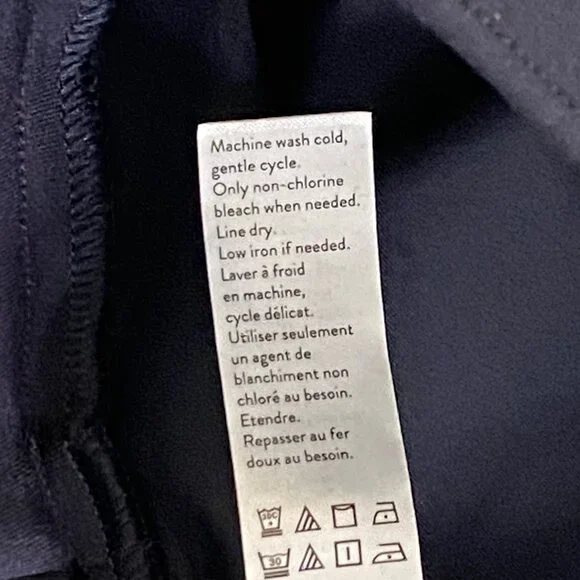 Machine wash cold,
gentle cycle.
Only non-chlorine
bleach when needed.
Line dry.
Low iron if needed.
Laver à froid
en machine,
cycle délicat.
Utiliser seulement
un agent de
blanchiment non
chloré au besoin.
Etendre.
Repasser au fer
doux au besoin.
30C
30